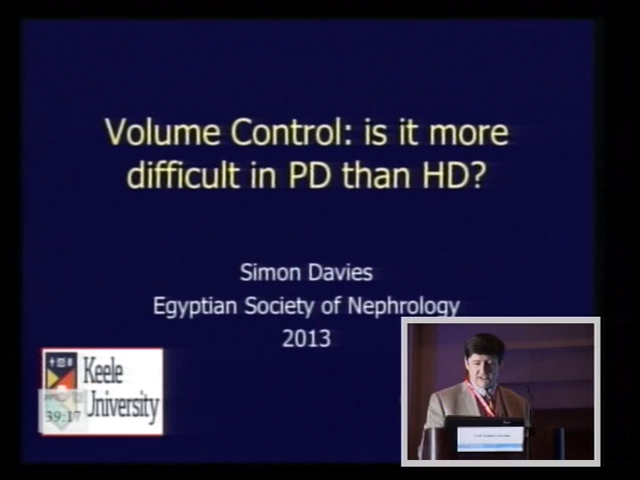 Volume Control: is it more
difficult in PD than HD?
Simon Davies
Egyptian Society of Nephrology
2013
Keele
University
39:17